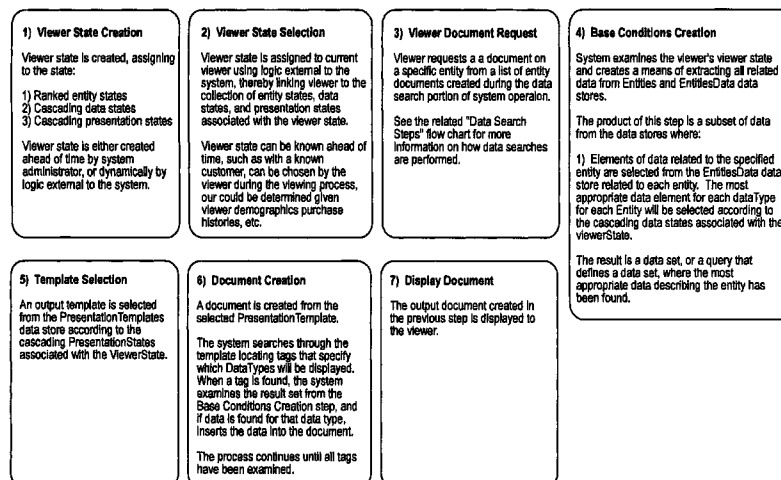 1) Viewer State Creation
Viewer state is created, assigning
to the state:
1) Ranked entity states
2) Cascading data states
3) Cascading presentation states
Viewer state is either created
ahead of time by system
administrator, or dynamically by
logic external to the system.
2) Viewer State Selection
Viewer state is assigned to current
viewer using logic external to the
system, thereby linking viewer to the
collection of entity states, data
states, and presentation states
associated with the viewer state.
Viewer state can be known ahead of
time, such as with a known
customer, can be chosen by the
viewer during the viewing process,
our could be determined given
viewer demographics purchase
histories, etc.
3) Viewer Document Request
Viewer requests a a document on
a specific entity from a list of entity
documents created during the data
search portion of system operaion.
See the related "Data Search
Steps" flow chart for more
information on how data searches
are performed.
4) Base Conditions Creation
System examines the viewer's viewer state
and creates a means of extracting all related
data from Entities and EntitiesData data
stores.
The product of this step is a subset of data
from the data stores where:
1) Elements of data related to the specified
entity are selected from the EntitiesData data
store related to each entity. The most
appropriate data element for each dataType
for each Entity will be selected according to
the cascading data states associated with the
viewerState.
The result is a data set, or a query that
defines a data set, where the most
appropriate data describing the entity has
been found.
5) Template Selection
An output template is selected
from the PresentationTemplates
data store according to the
cascading PresentationStates
associated with the ViewerState.
6) Document Creation
A document is created from the
selected PresentationTemplate.
The system searches through the
template locating tags that specify
which DataTypes will be displayed.
When a tag is found, the system
examines the result set from the
Base Conditions Creation step, and
if data is found for that data type,
inserts the data into the document.
The process continues until all tags
have been examined.
7) Display Document
The output document created in
the previous step is displayed to
the viewer.